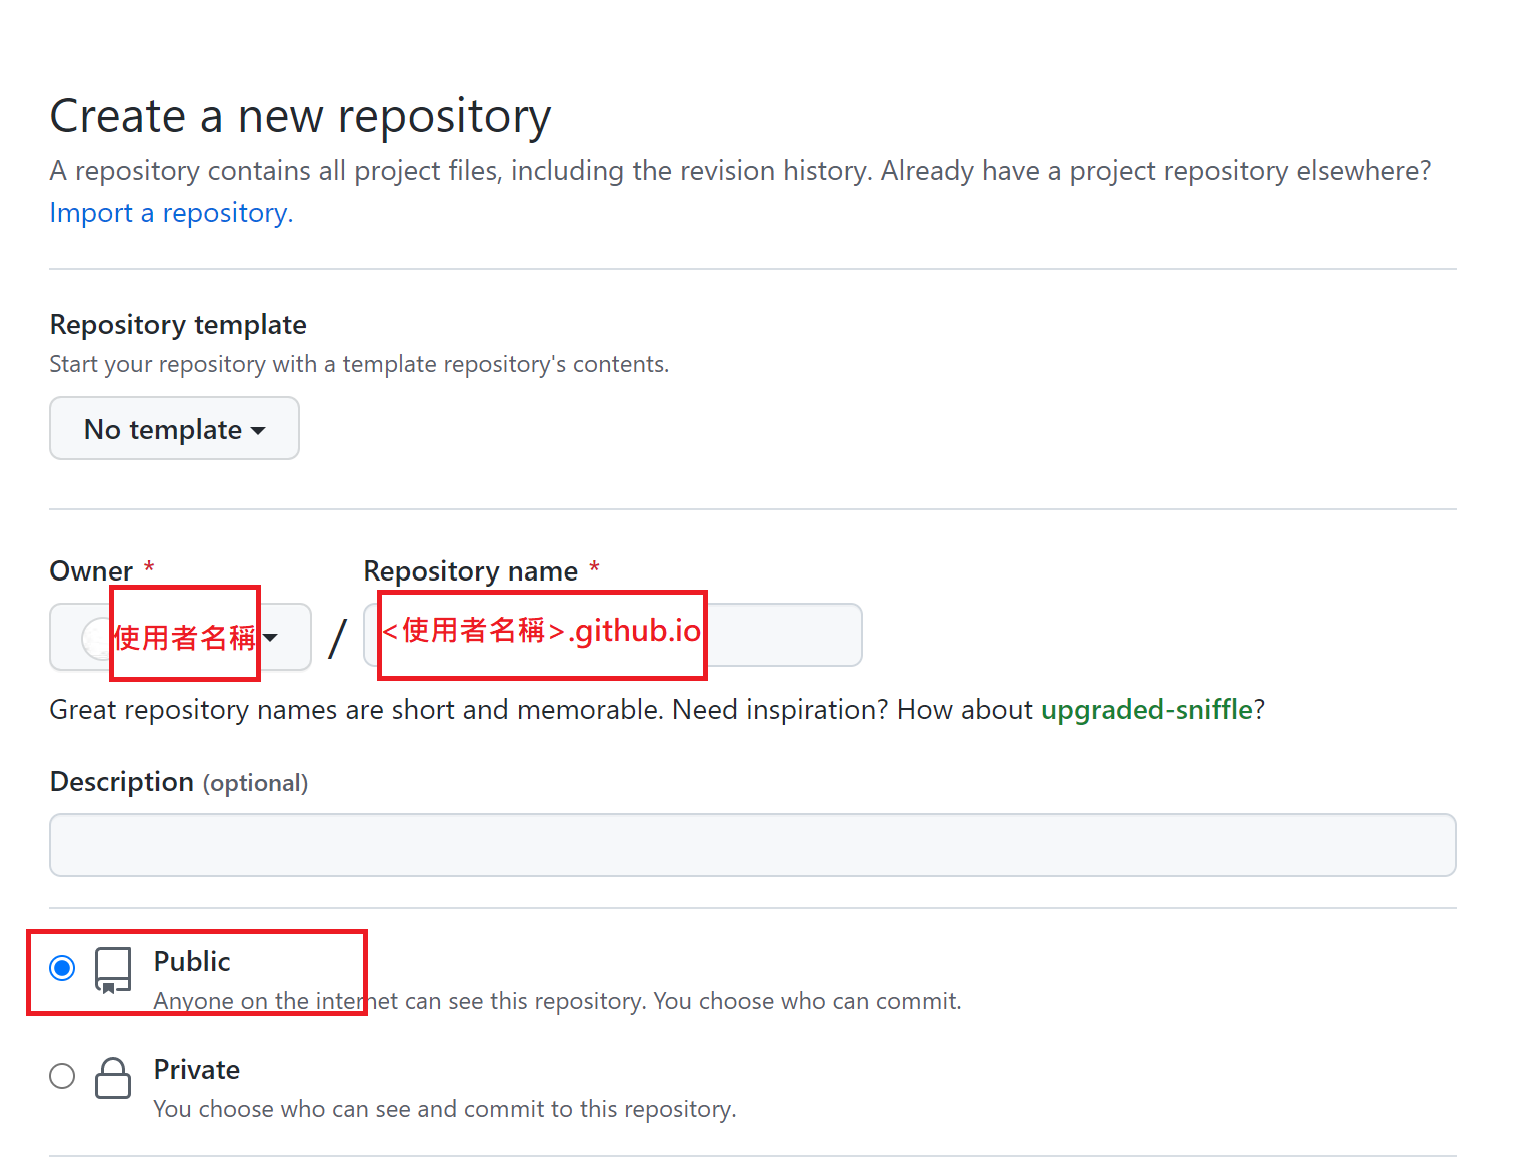 Create a new repository
A repository contains all project files, including the revision history. Already have a project repository elsewhere?
Import a repository.
Repository template
Start your repository with a template repository's contents.
No template
Owner *
Repository name *
使用者名稱
/
<使用者名稱>.github.io
Great repository names are short and memorable. Need inspiration? How about upgraded-sniffle?
Description (optional)
Public
Anyone on the internet can see this repository. You choose who can commit.
Private
You choose who can see and commit to this repository.